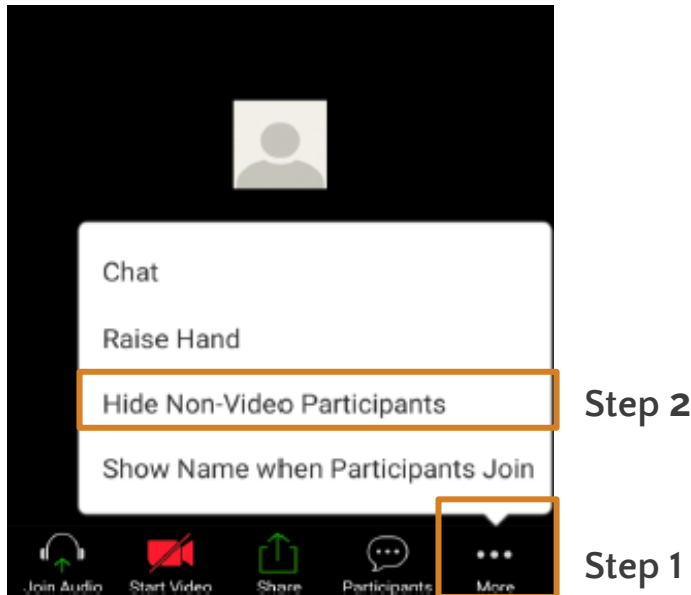 Chat
Raise Hand
Hide Non-Video Participants
Step 2
Show Name when Participants Join
Join Audio Start Video Share Participants More
Step 1